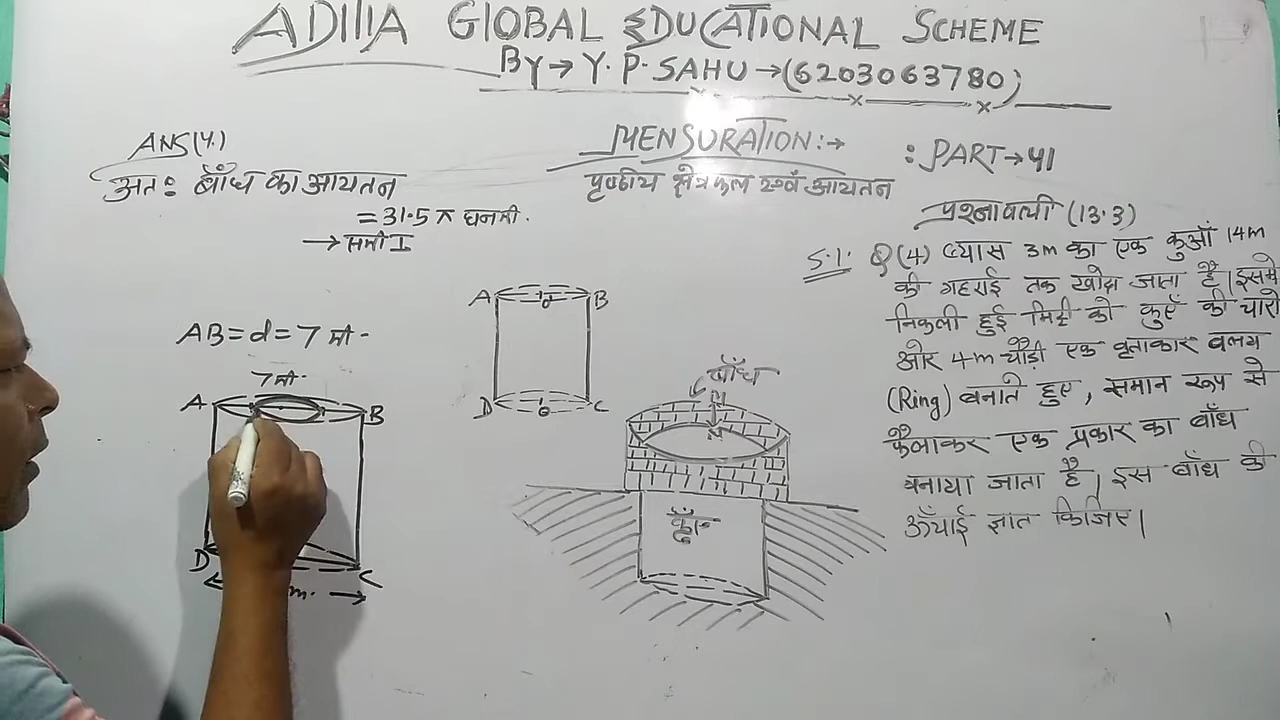 ADITIA GLOBAL EDUCATIONAL SCHEME
By → Y. P. SAHU → (6203063780)
MENSURATION :→
: PART → 41
पृष्ठीय क्षेत्रफल एवं आयतन
ANS (4.)
अतः बाँध का आयतन
= 31.5 π घनमी.
→ समी I
AB = d = 7 मी.
7 मी.
A B
D C
m.
A d B
D C
बाँध
M
N
कुआँ
प्रश्नावली (13.3)
S.1. Q (4) व्यास 3m का एक कुआँ 14m
की गहराई तक खोदा जाता है। इसमें
निकली हुई मिट्टी को कुएँ की चारो
ओर 4m चौड़ी एक वृताकार वलय
(Ring) बनाते हुए, समान रूप से
फैलाकर एक प्रकार का बाँध
बनाया जाता है। इस बाँध की
ऊँचाई ज्ञात किजिए।